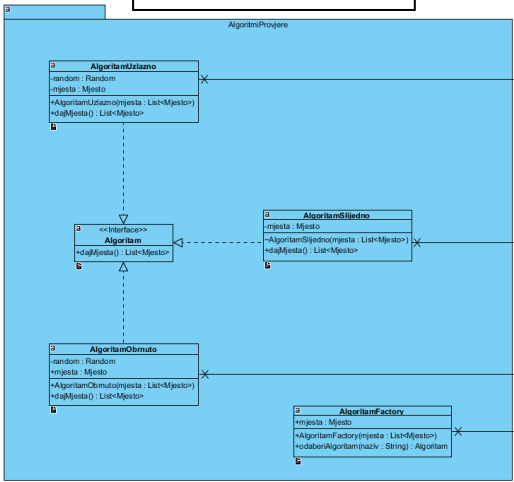 a
AlgoritmiProvjere
a
AlgoritamUzlazno
-random : Random
-mjesta : Mjesto
+AlgoritamUzlazno(mjesta : List<Mjesto>)
+dajMjesta() : List<Mjesto>
a
<<Interface>>
Algoritam
+dajMjesta() : List<Mjesto>
a
AlgoritamSlijedno
-mjesta : Mjesto
~AlgoritamSlijedno(mjesta : List<Mjesto>)
+dajMjesta() : List<Mjesto>
a
AlgoritamObrnuto
-random : Random
+mjesta : Mjesto
+AlgoritamObrnuto(mjesta : List<Mjesto>)
+dajMjesta() : List<Mjesto>
a
AlgoritamFactory
+mjesta : Mjesto
+AlgoritamFactory(mjesta : List<Mjesto>)
+odaberiAlgoritam(naziv : String) : Algoritam